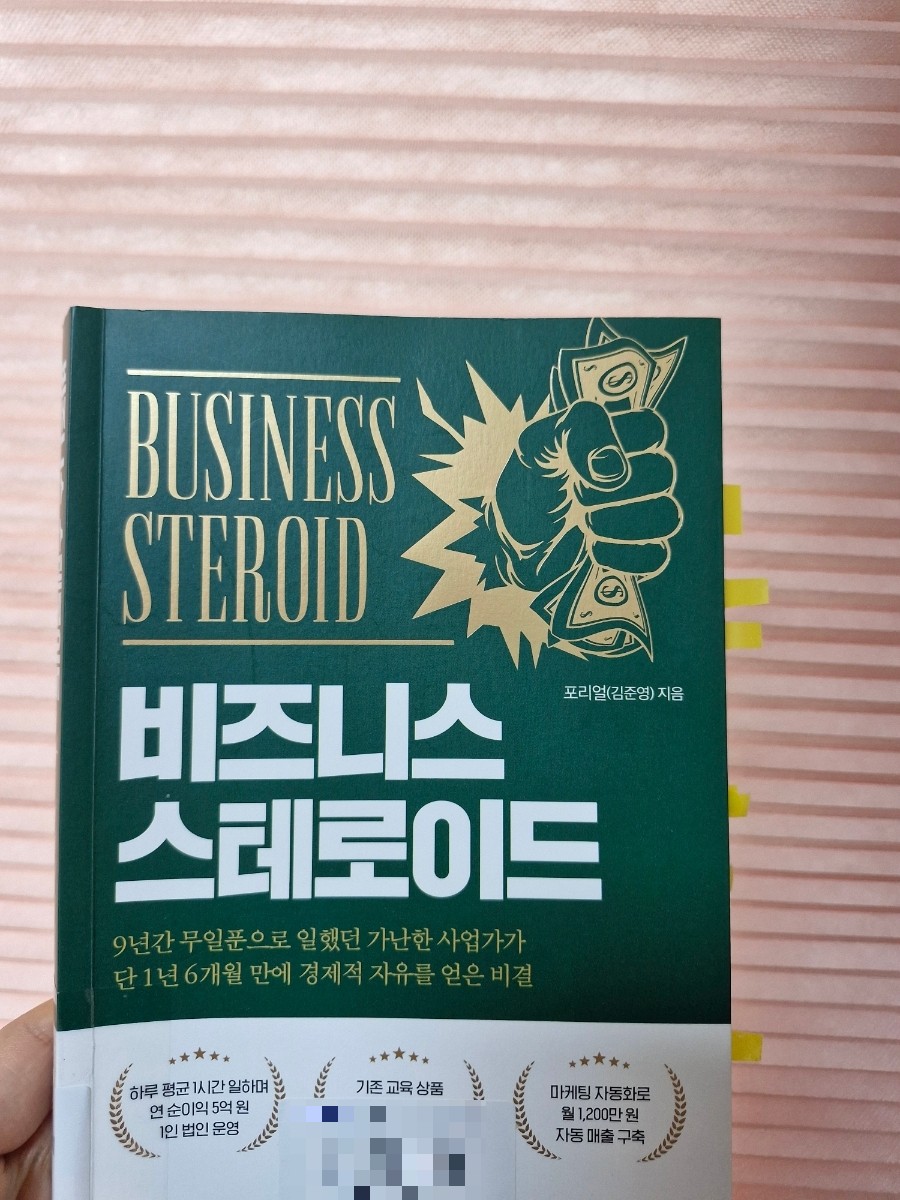 BUSINESS
STEROID
포리얼(김준영) 지음
비즈니스
스테로이드
9년간 무일푼으로 일했던 가난한 사업가가
단 1년 6개월 만에 경제적 자유를 얻은 비결
하루 평균 1시간 일하며
연 순이익 5억 원
1인 법인 운영
기존 교육 상품
마케팅 자동화로
월 1,200만 원
자동 매출 구축